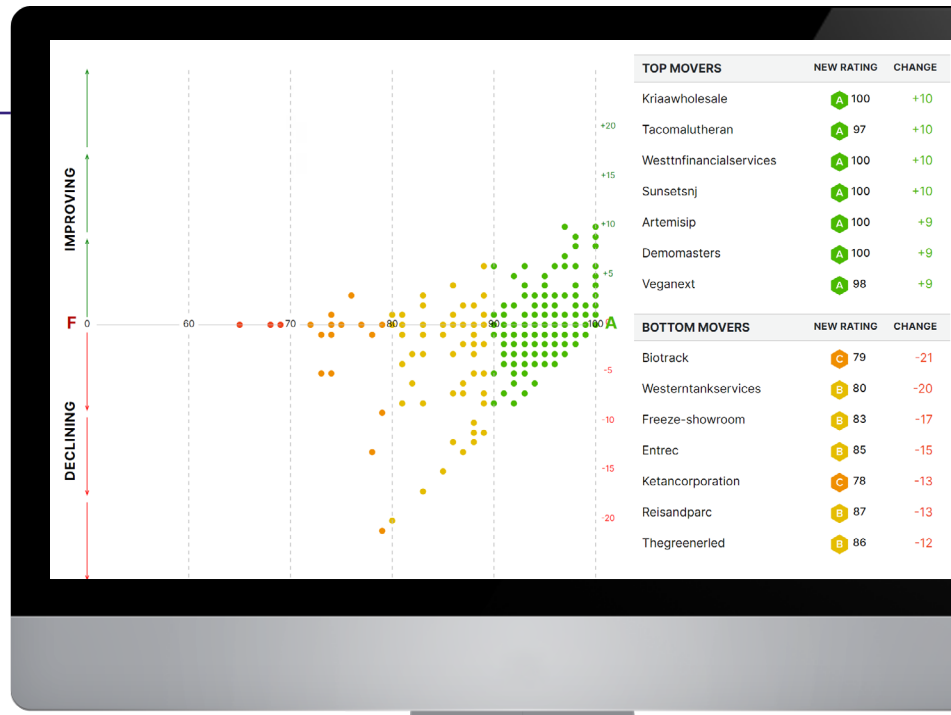 IMPROVING
DECLINING
+20
+15
+10
+5
F 0 60 70 80 90 100 A
-5
-10
-15
-20
TOP MOVERS NEW RATING CHANGE
Kriaawholesale A 100 +10
Tacomalutheran A 97 +10
Westtnfinancialservices A 100 +10
Sunsetsnj A 100 +10
Artemisip A 100 +9
Demomasters A 100 +9
Veganext A 98 +9
BOTTOM MOVERS NEW RATING CHANGE
Biotrack C 79 -21
Westerntankservices B 80 -20
Freeze-showroom B 83 -17
Entrec B 85 -15
Ketancorporation C 78 -13
Reisandparc B 87 -13
Thegreenerled B 86 -12